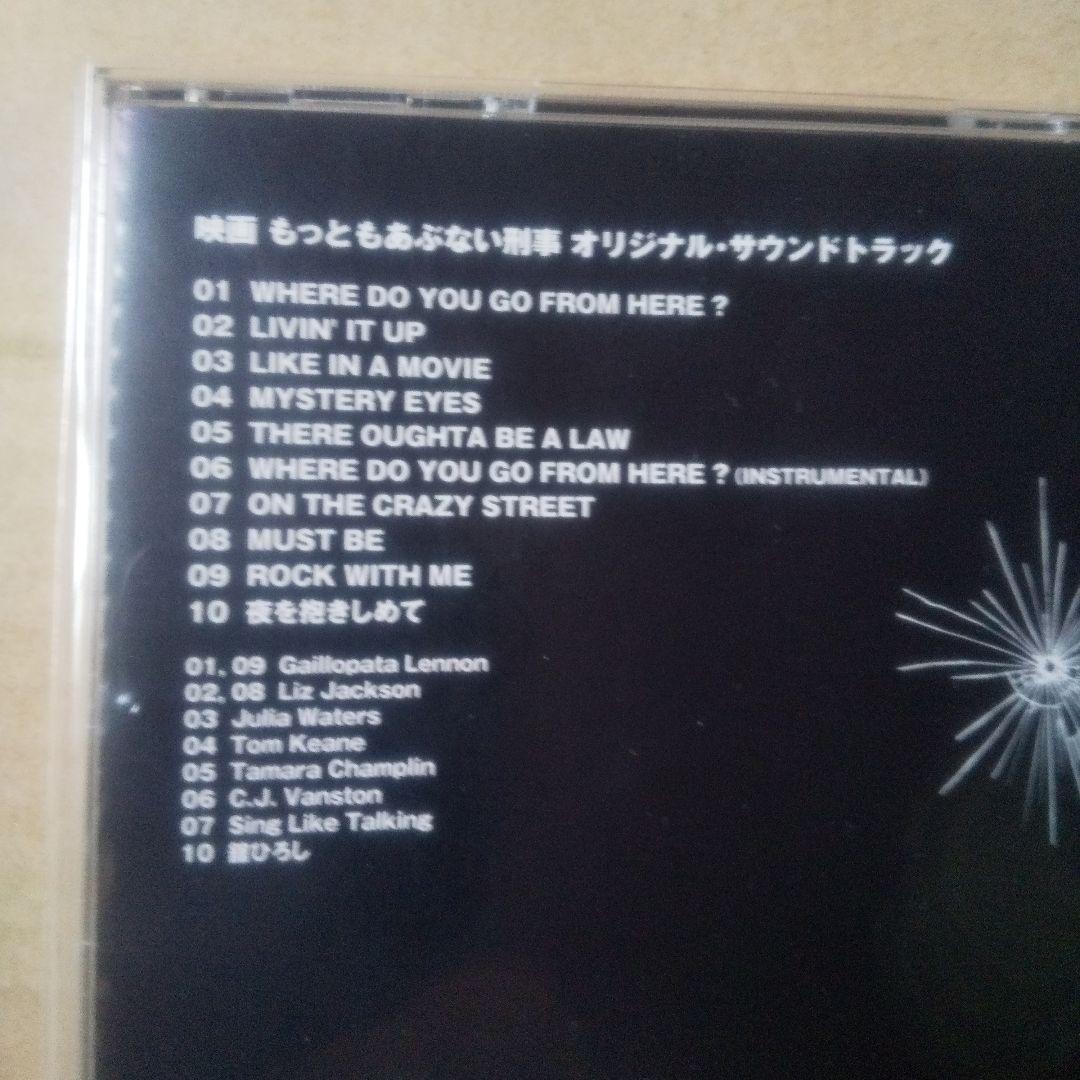 映画 もっともあぶない刑事 オリジナル・サウンドトラック
01 WHERE DO YOU GO FROM HERE ?
02 LIVIN' IT UP
03 LIKE IN A MOVIE
04 MYSTERY EYES
05 THERE OUGHTA BE A LAW
06 WHERE DO YOU GO FROM HERE ? (INSTRUMENTAL)
07 ON THE CRAZY STREET
08 MUST BE
09 ROCK WITH ME
10 夜を抱きしめて
01, 09 Gaillopata Lennon
02, 08 Liz Jackson
03 Julia Waters
04 Tom Keane
05 Tamara Champlin
06 C.J. Vanston
07 Sing Like Talking
10 舘ひろし